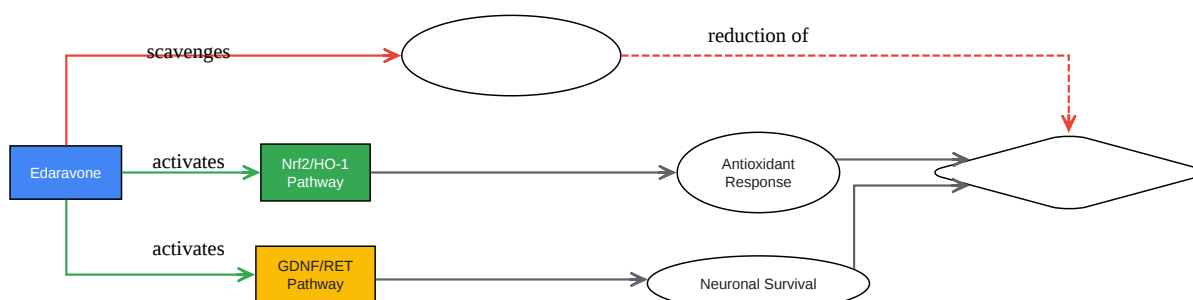 reduction of
scavenges
Edaravone
activates
Nrf2/HO-1
Pathway
Antioxidant
Response
activates
GDNF/RET
Pathway
Neuronal Survival